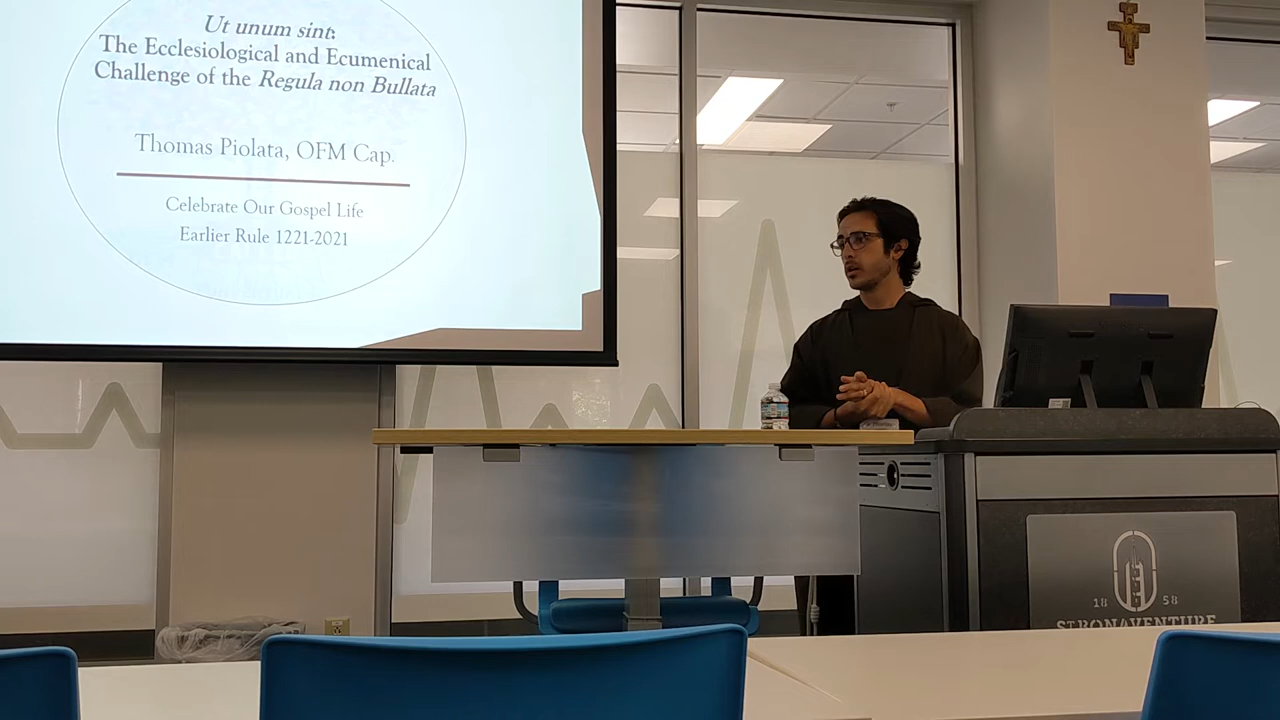 Ut unum sint:
The Ecclesiological and Ecumenical
Challenge of the Regula non Bullata
Thomas Piolata, OFM Cap.
Celebrate Our Gospel Life
Earlier Rule 1221-2021
18 58
ST. BONAVENTURE